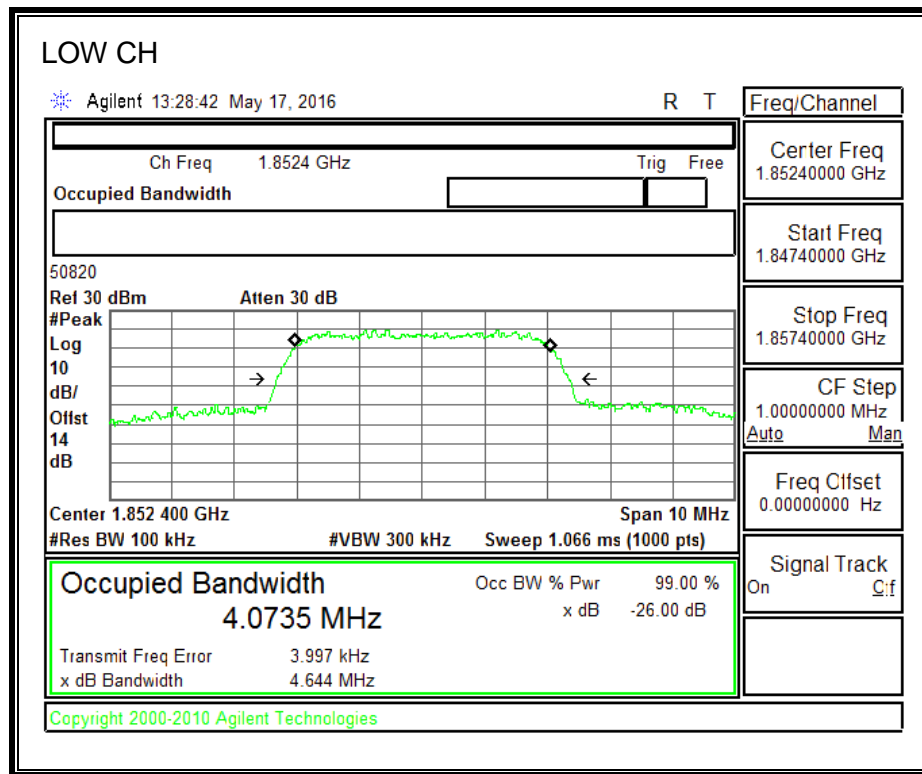 LOW CH
Agilent 13:28:42 May 17, 2016 R T
Freq/Channel
Ch Freq 1.8524 GHz Trig Free
Occupied Bandwidth
50820
Ref 30 dBm Atten 30 dB
#Peak
Log
10
dB/
Offst
14
dB
Center 1.852 400 GHz Span 10 MHz
#Res BW 100 kHz #VBW 300 kHz Sweep 1.066 ms (1000 pts)
Occupied Bandwidth
4.0735 MHz
Occ BW % Pwr 99.00 %
x dB -26.00 dB
Transmit Freq Error 3.997 kHz
x dB Bandwidth 4.644 MHz
Copyright 2000-2010 Agilent Technologies
Center Freq
1.85240000 GHz
Start Freq
1.84740000 GHz
Stop Freq
1.85740000 GHz
CF Step
1.00000000 MHz
Auto Man
Freq Offset
0.00000000 Hz
Signal Track
On Off